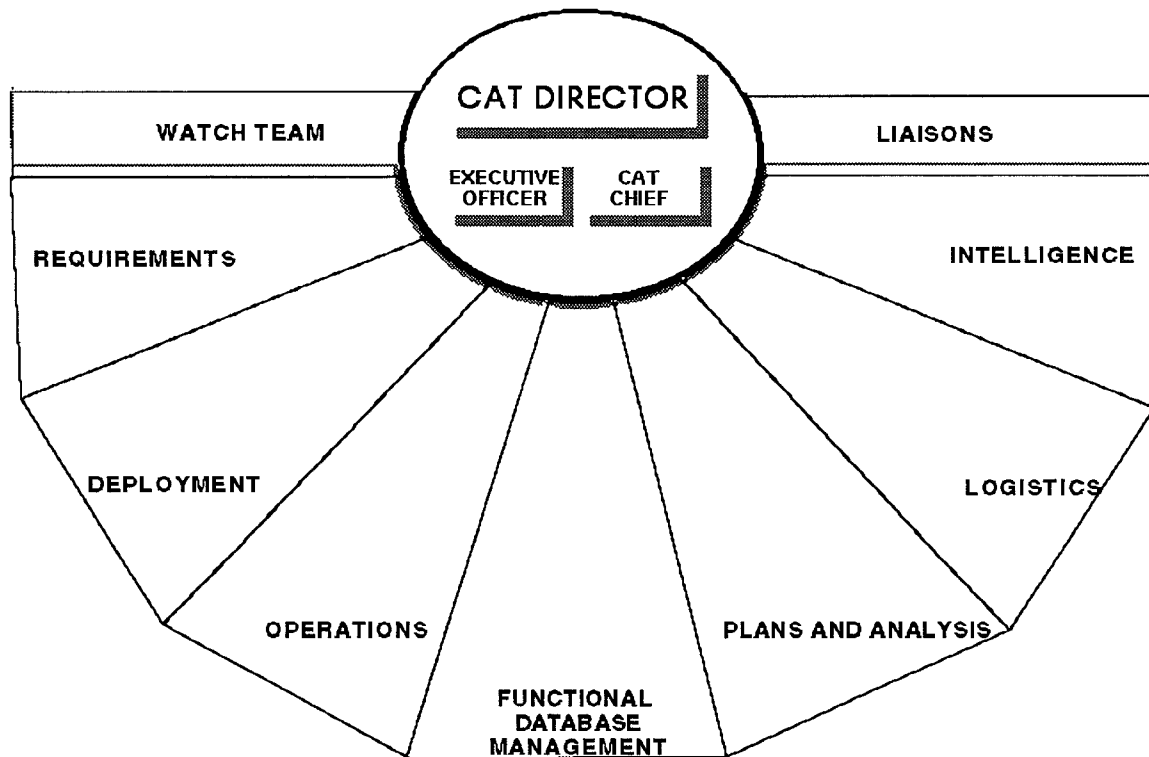 CAT DIRECTOR
EXECUTIVE
OFFICER
CAT
CHIEF
WATCH TEAM
LIAISONS
REQUIREMENTS
INTELLIGENCE
DEPLOYMENT
LOGISTICS
OPERATIONS
PLANS AND ANALYSIS
FUNCTIONAL
DATABASE
MANAGEMENT